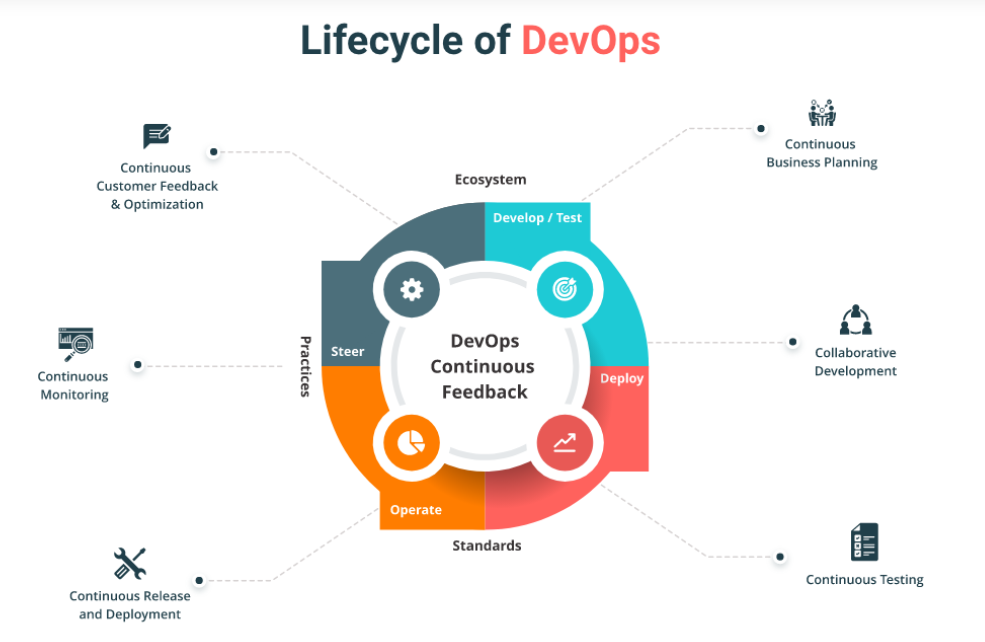 Lifecycle of DevOps
Continuous
Customer Feedback
& Optimization
Continuous
Business Planning
Ecosystem
Develop / Test
Practices
Steer
DevOps
Continuous
Feedback
Deploy
Continuous
Monitoring
Collaborative
Development
Operate
Standards
Continuous Release
and Deployment
Continuous Testing